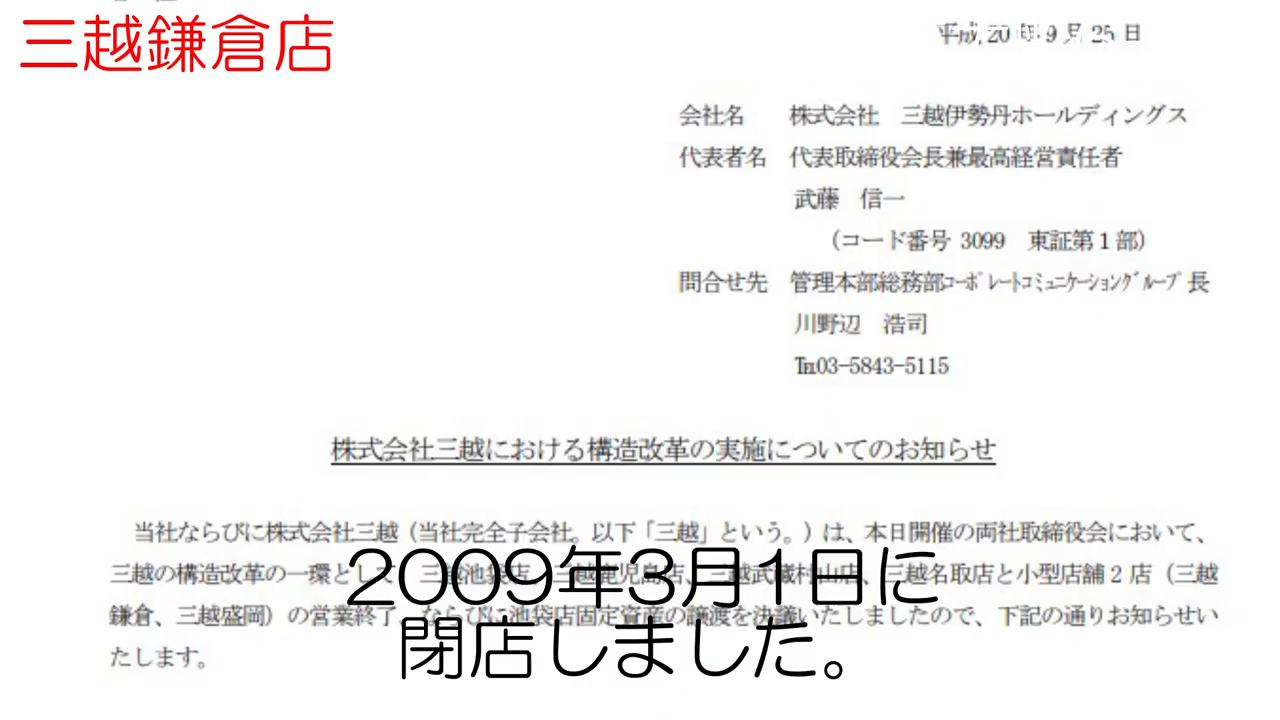 三越鎌倉店
平成 20 年 9 月 25 日
会社名 株式会社 三越伊勢丹ホールディングス
代表者名 代表取締役会長兼最高経営責任者
武藤 信一
（コード番号 3099 東証第1部）
問合せ先 管理本部総務部ｺｰﾎﾟﾚｰﾄｺﾐｭﾆｹｰｼｮﾝｸﾞﾙｰﾌﾟ長
川野辺 浩司
℡03−5843−5115
株式会社三越における構造改革の実施についてのお知らせ
当社ならびに株式会社三越（当社完全子会社。以下「三越」という。）は、本日開催の両社取締役会において、
三越の構造改革の一環として、三越池袋店、三越鹿児島店、三越武蔵村山店、三越名取店と小型店舗2店（三越
鎌倉、三越盛岡）の営業終了、ならびに池袋店固定資産の譲渡を決議いたしましたので、下記の通りお知らせい
たします。
2009年3月1日に
閉店しました。